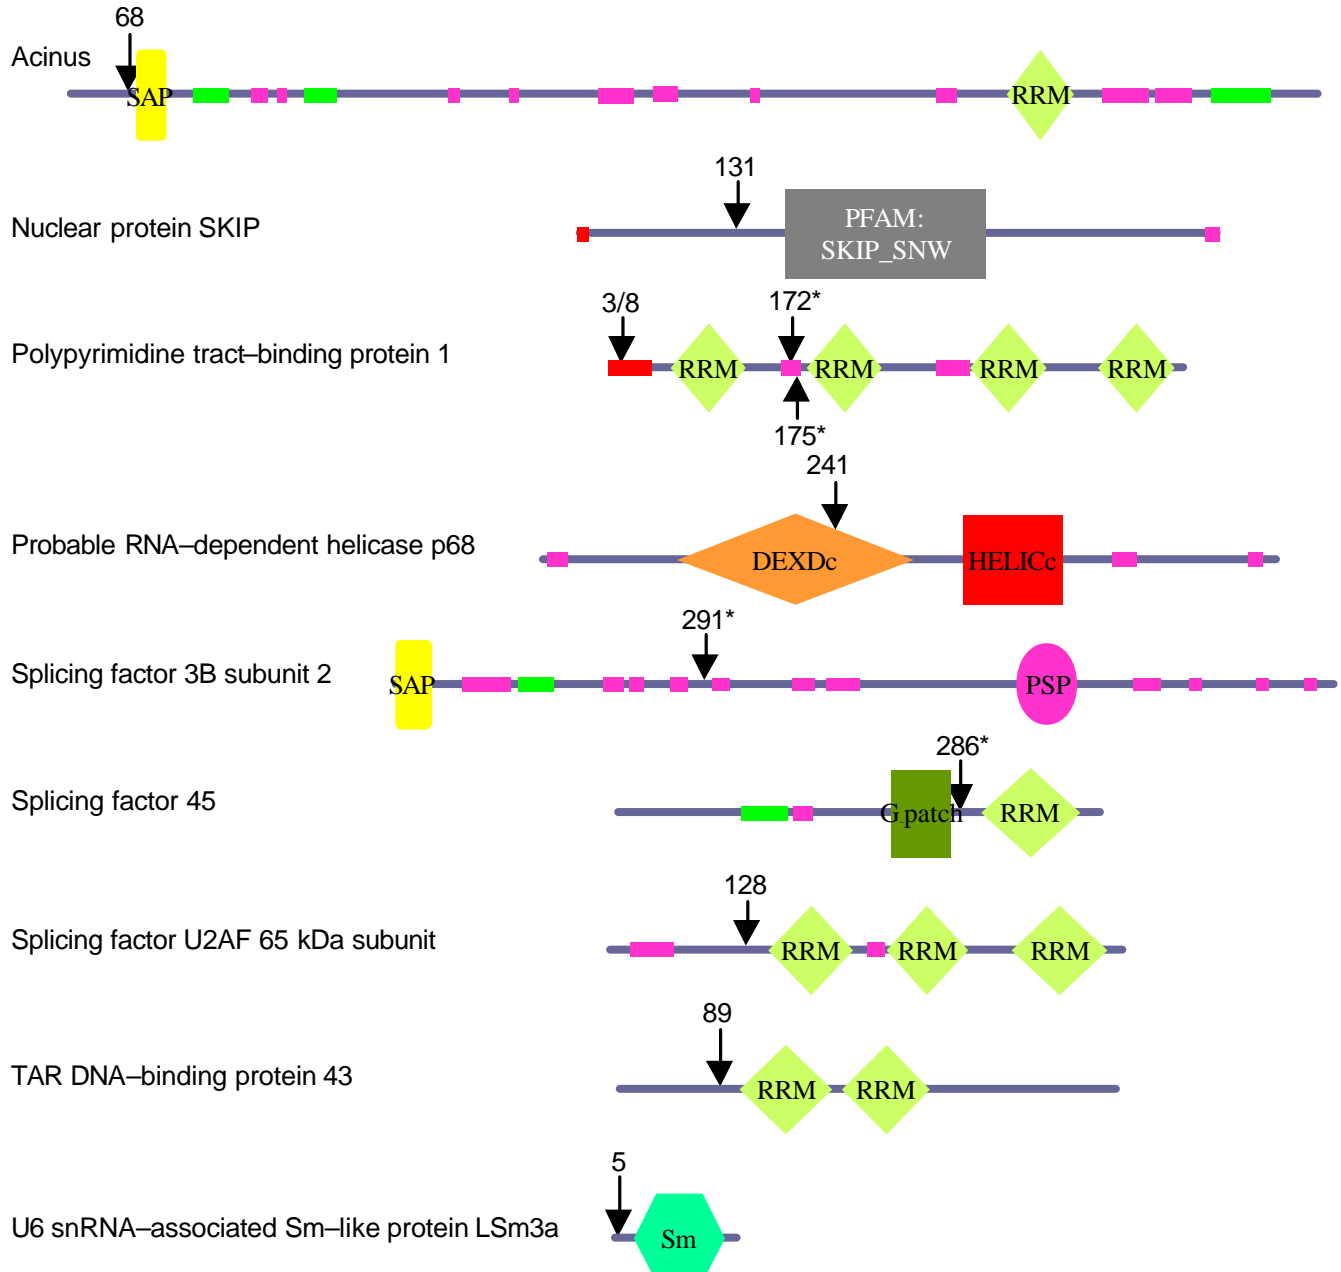 68
Acinus
SAP
RRM
131
Nuclear protein SKIP
PFAM:
SKIP_SNW
3/8
172*
Polypyrimidine tract–binding protein 1
RRM
RRM
RRM
RRM
175*
241
Probable RNA–dependent helicase p68
DEXDc
HELICc
291*
Splicing factor 3B subunit 2
SAP
PSP
286*
Splicing factor 45
G_patch
RRM
128
Splicing factor U2AF 65 kDa subunit
RRM
RRM
RRM
89
TAR DNA–binding protein 43
RRM
RRM
5
U6 snRNA–associated Sm–like protein LSm3a
Sm